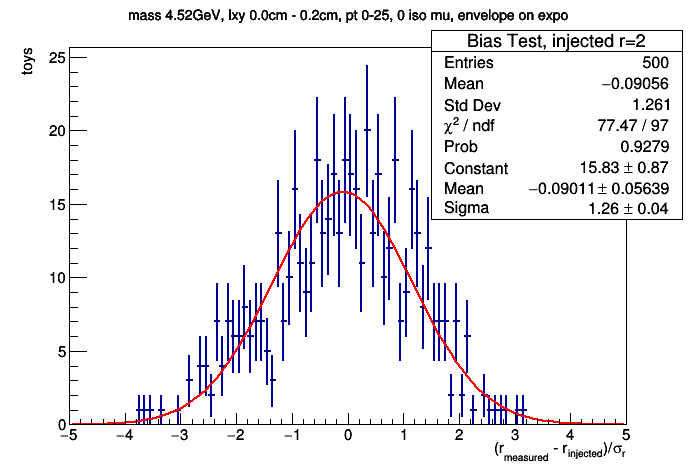 mass 4.52GeV, lxy 0.0cm - 0.2cm, pt 0-25, 0 iso mu, envelope on expo
Bias Test, injected r=2
Entries 500
Mean −0.09056
Std Dev 1.261
χ² / ndf 77.47 / 97
Prob 0.9279
Constant 15.83 ± 0.87
Mean −0.09011 ± 0.05639
Sigma 1.26 ± 0.04
toys
25
20
15
10
5
0
−5 −4 −3 −2 −1 0 1 2 3 4 5
(r_measured - r_injected)/σ_r